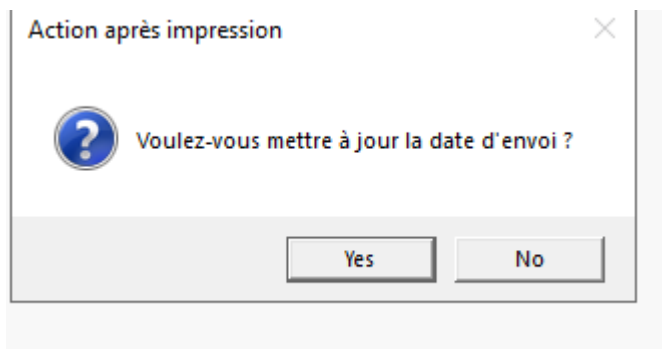 Action après impression
Voulez-vous mettre à jour la date d'envoi ?
Yes No